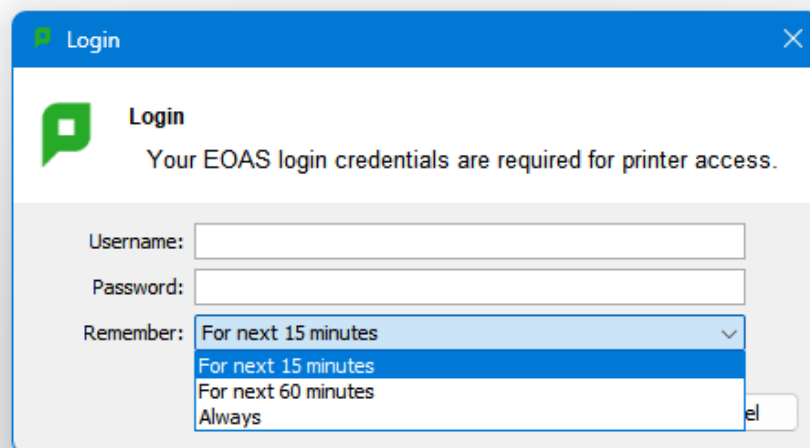 Login
Login
Your EOAS login credentials are required for printer access.
Username:
Password:
Remember: For next 15 minutes
For next 15 minutes
For next 60 minutes
Always
el